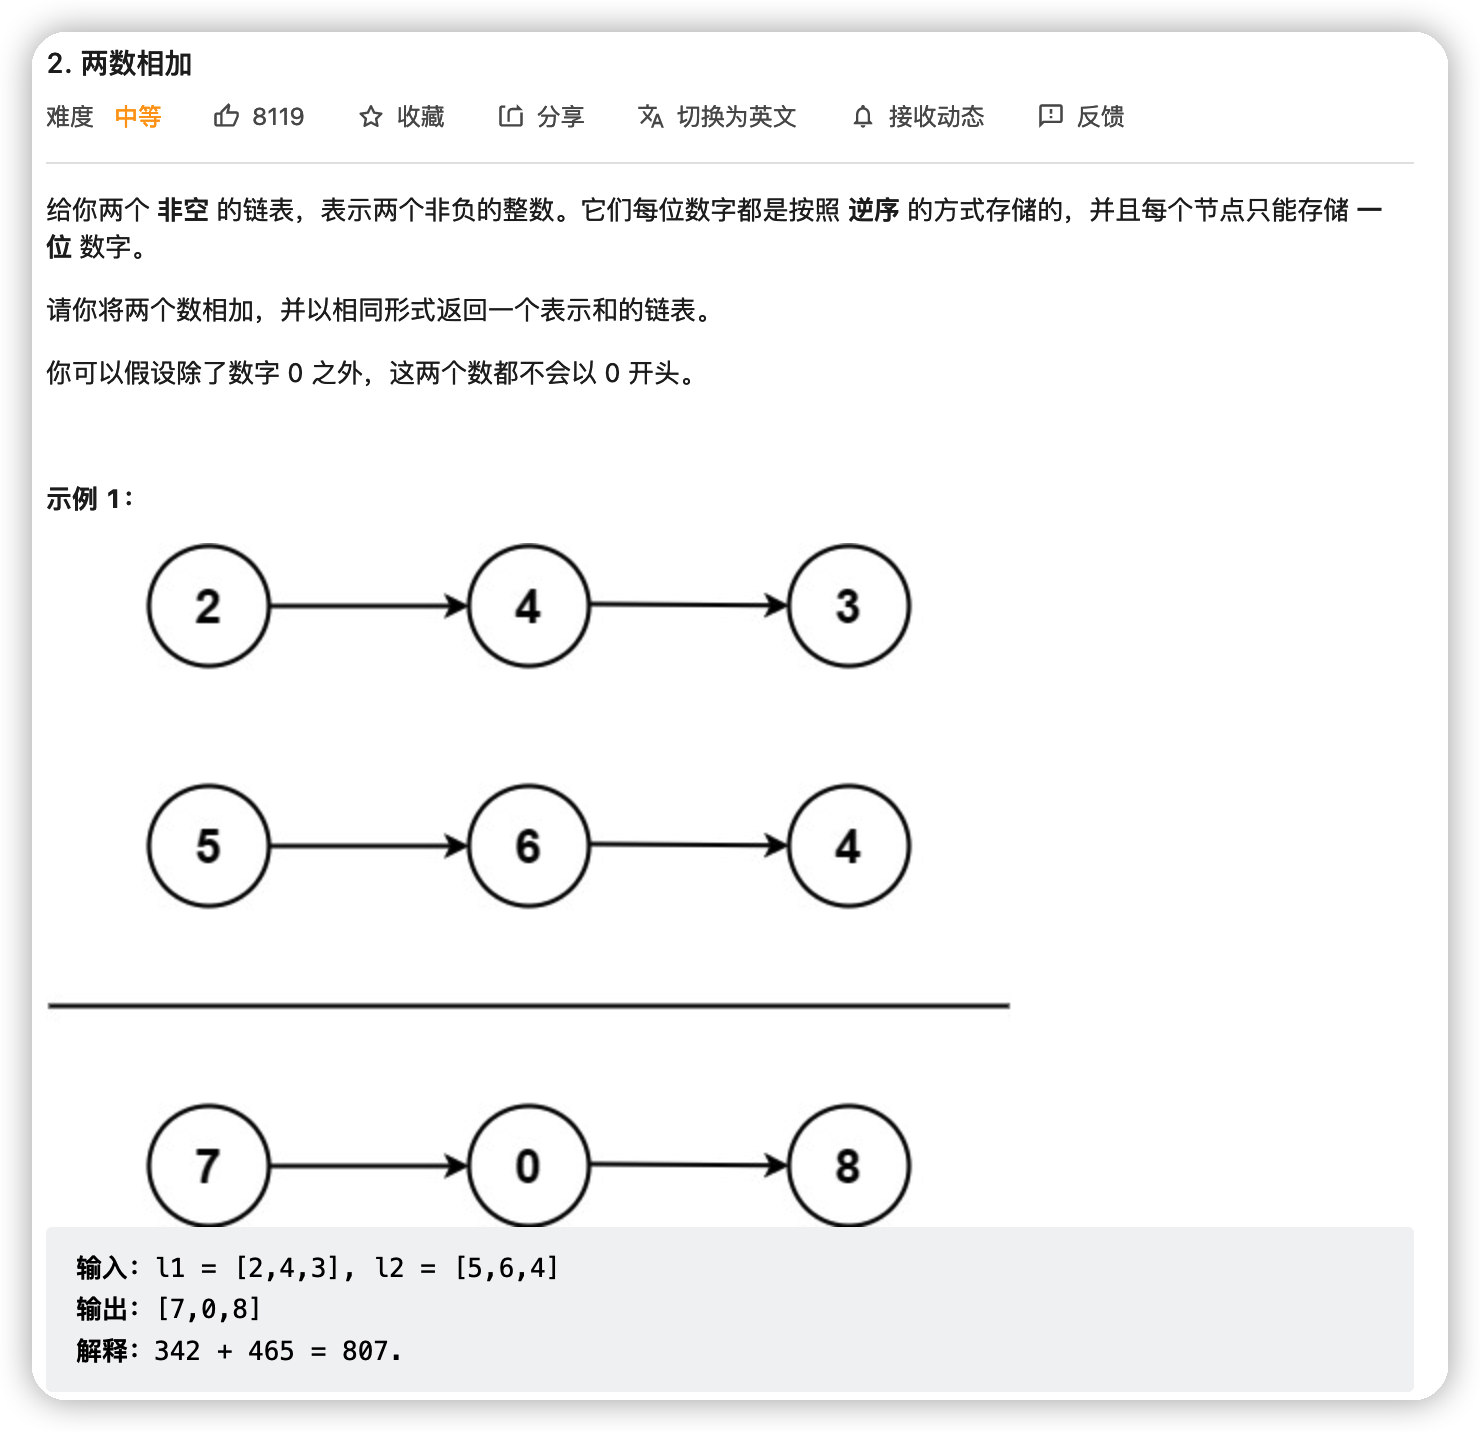 2. 两数相加
难度 中等 8119 收藏 分享 切换为英文 接收动态 反馈
给你两个 非空 的链表，表示两个非负的整数。它们每位数字都是按照 逆序 的方式存储的，并且每个节点只能存储 一
位 数字。
请你将两个数相加，并以相同形式返回一个表示和的链表。
你可以假设除了数字 0 之外，这两个数都不会以 0 开头。
示例 1：
2 4 3
5 6 4
7 0 8
输入：l1 = [2,4,3], l2 = [5,6,4]
输出：[7,0,8]
解释：342 + 465 = 807.